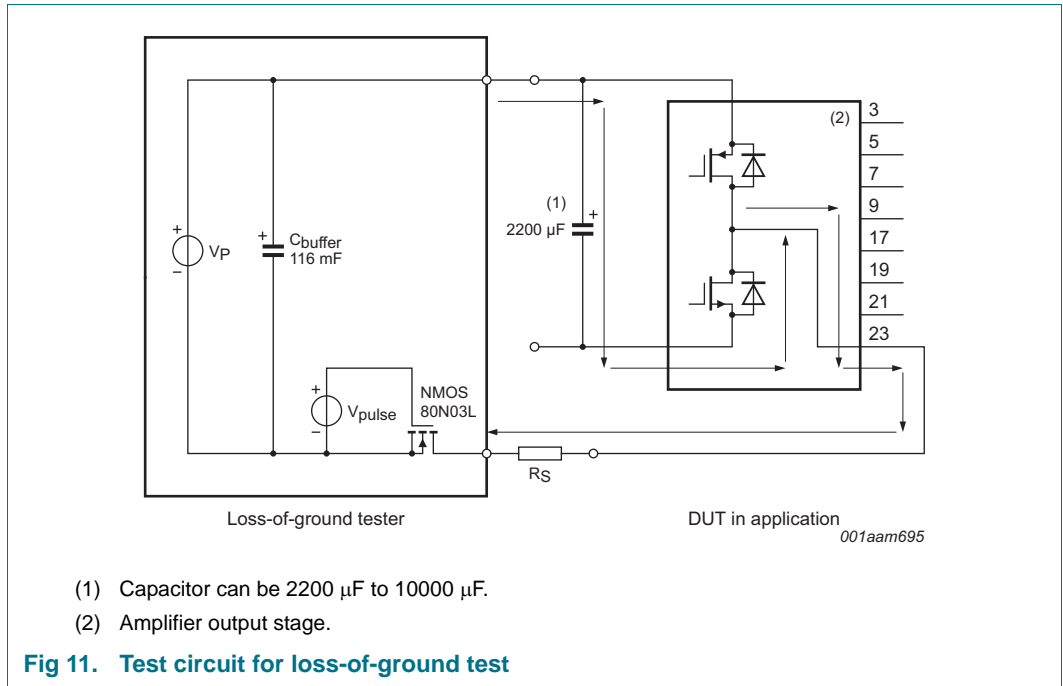 3
(2)
5
7
(1)
+
9
2200 μF
17
+
VP
−
+
Cbuffer
116 mF
19
21
23
+
Vpulse
−
NMOS
80N03L
RS
Loss-of-ground tester
DUT in application
001aam695
(1) Capacitor can be 2200 μF to 10000 μF.
(2) Amplifier output stage.
Fig 11. Test circuit for loss-of-ground test